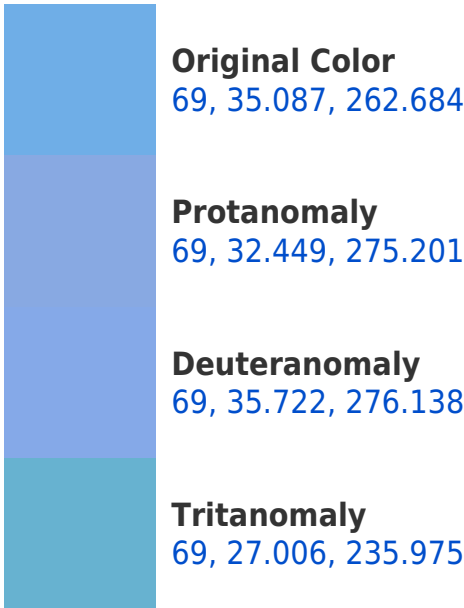 Original Color
69, 35.087, 262.684
Protanomaly
69, 32.449, 275.201
Deuteranomaly
69, 35.722, 276.138
Tritanomaly
69, 27.006, 235.975